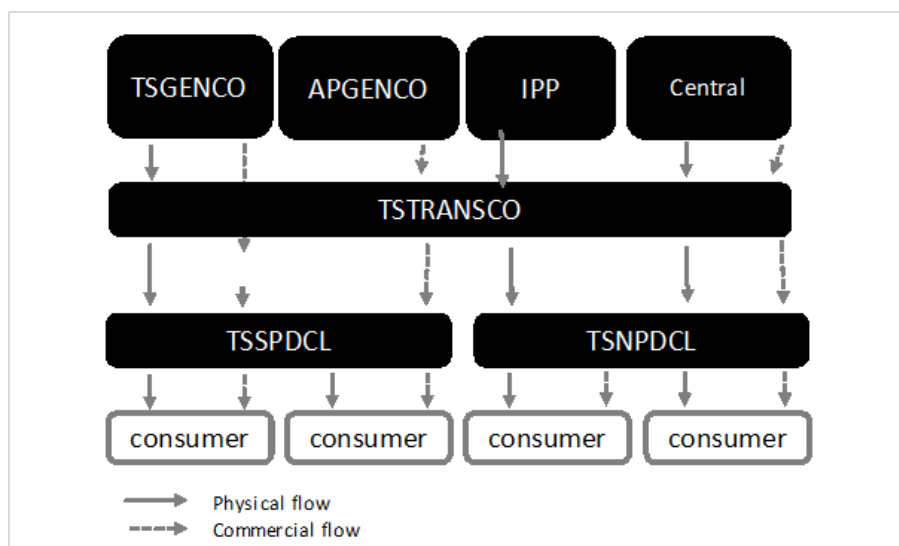 TSGENCO
APGENCO
IPP
Central
TSTRANSCO
TSSPDCL
TSNPDCL
consumer
consumer
consumer
consumer
Physical flow
Commercial flow